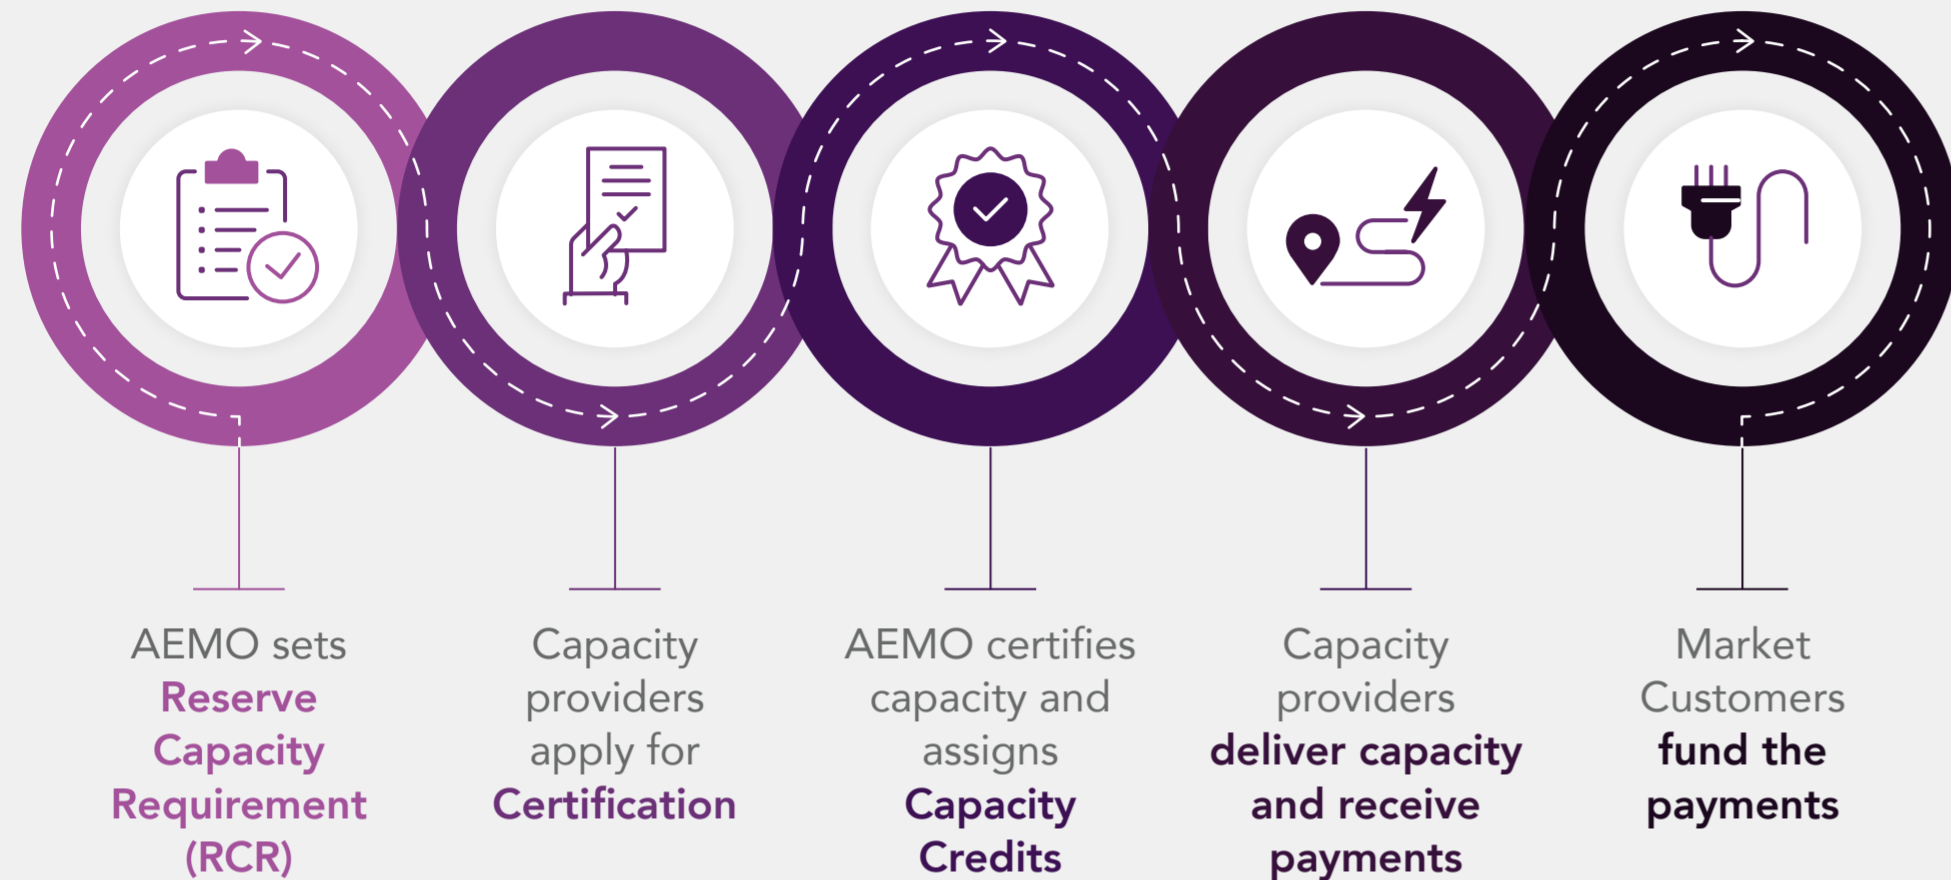 AEMO sets
Reserve
Capacity
Requirement
(RCR)
Capacity
providers
apply for
Certification
AEMO certifies
capacity and
assigns
Capacity
Credits
Capacity
providers
deliver capacity
and receive
payments
Market
Customers
fund the
payments